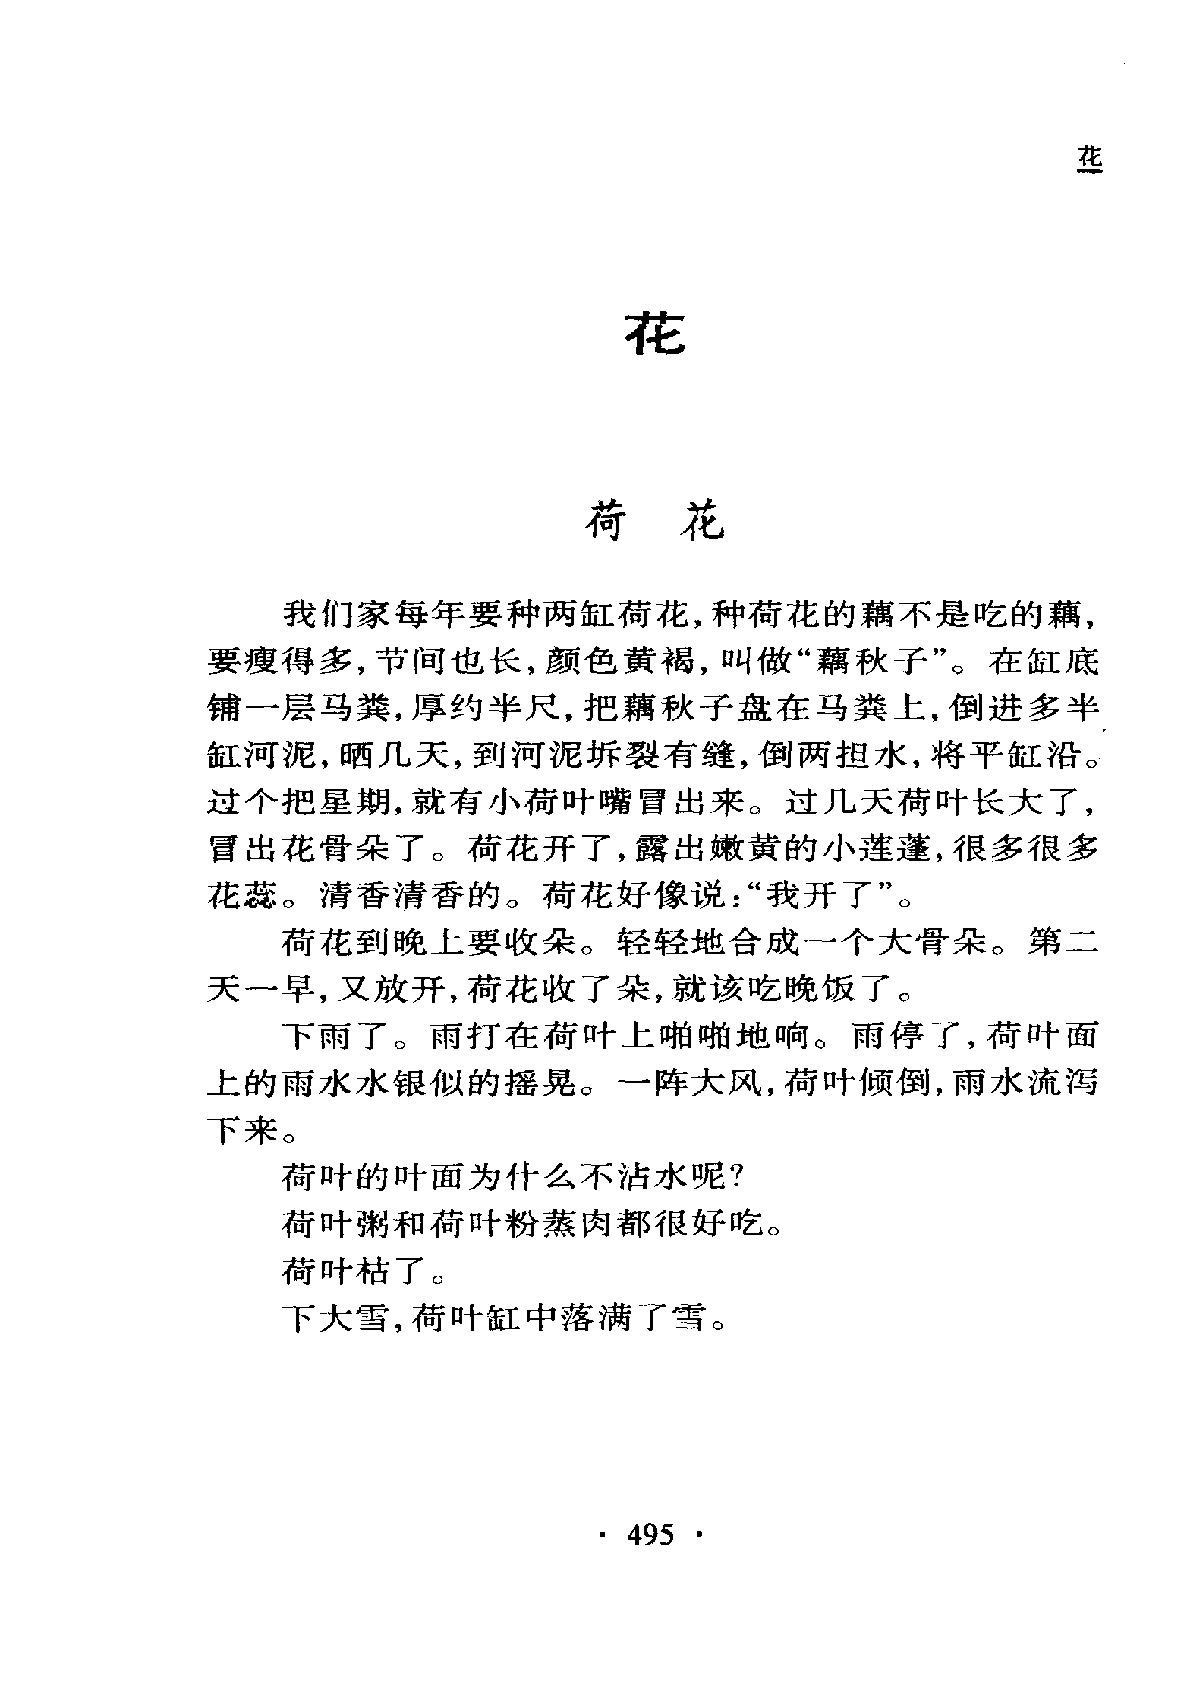 花
花
荷 花
我们家每年要种两缸荷花,种荷花的藕不是吃的藕,
要瘦得多,节间也长,颜色黄褐,叫做“藕秧子”。在缸底
铺一层马粪,厚约半尺,把藕秧子盘在马粪上,倒进多半
缸河泥,晒几天,到河泥坼裂有缝,倒两担水,将平缸沿。
过个把星期,就有小荷叶嘴冒出来。过几天荷叶长大了,
冒出花骨朵了。荷花开了,露出嫩黄的小莲蓬,很多很多
花蕊。清香清香的。荷花好像说:“我开了”。
荷花到晚上要收朵。轻轻地合成一个大骨朵。第二
天一早,又放开,荷花收了朵,就该吃晚饭了。
下雨了。雨打在荷叶上啪啪地响。雨停了,荷叶面
上的雨水水银似的摇晃。一阵大风,荷叶倾倒,雨水流泻
下来。
荷叶的叶面为什么不沾水呢?
荷叶粥和荷叶粉蒸肉都很好吃。
荷叶枯了。
下大雪,荷叶缸中落满了雪。
· 495 ·